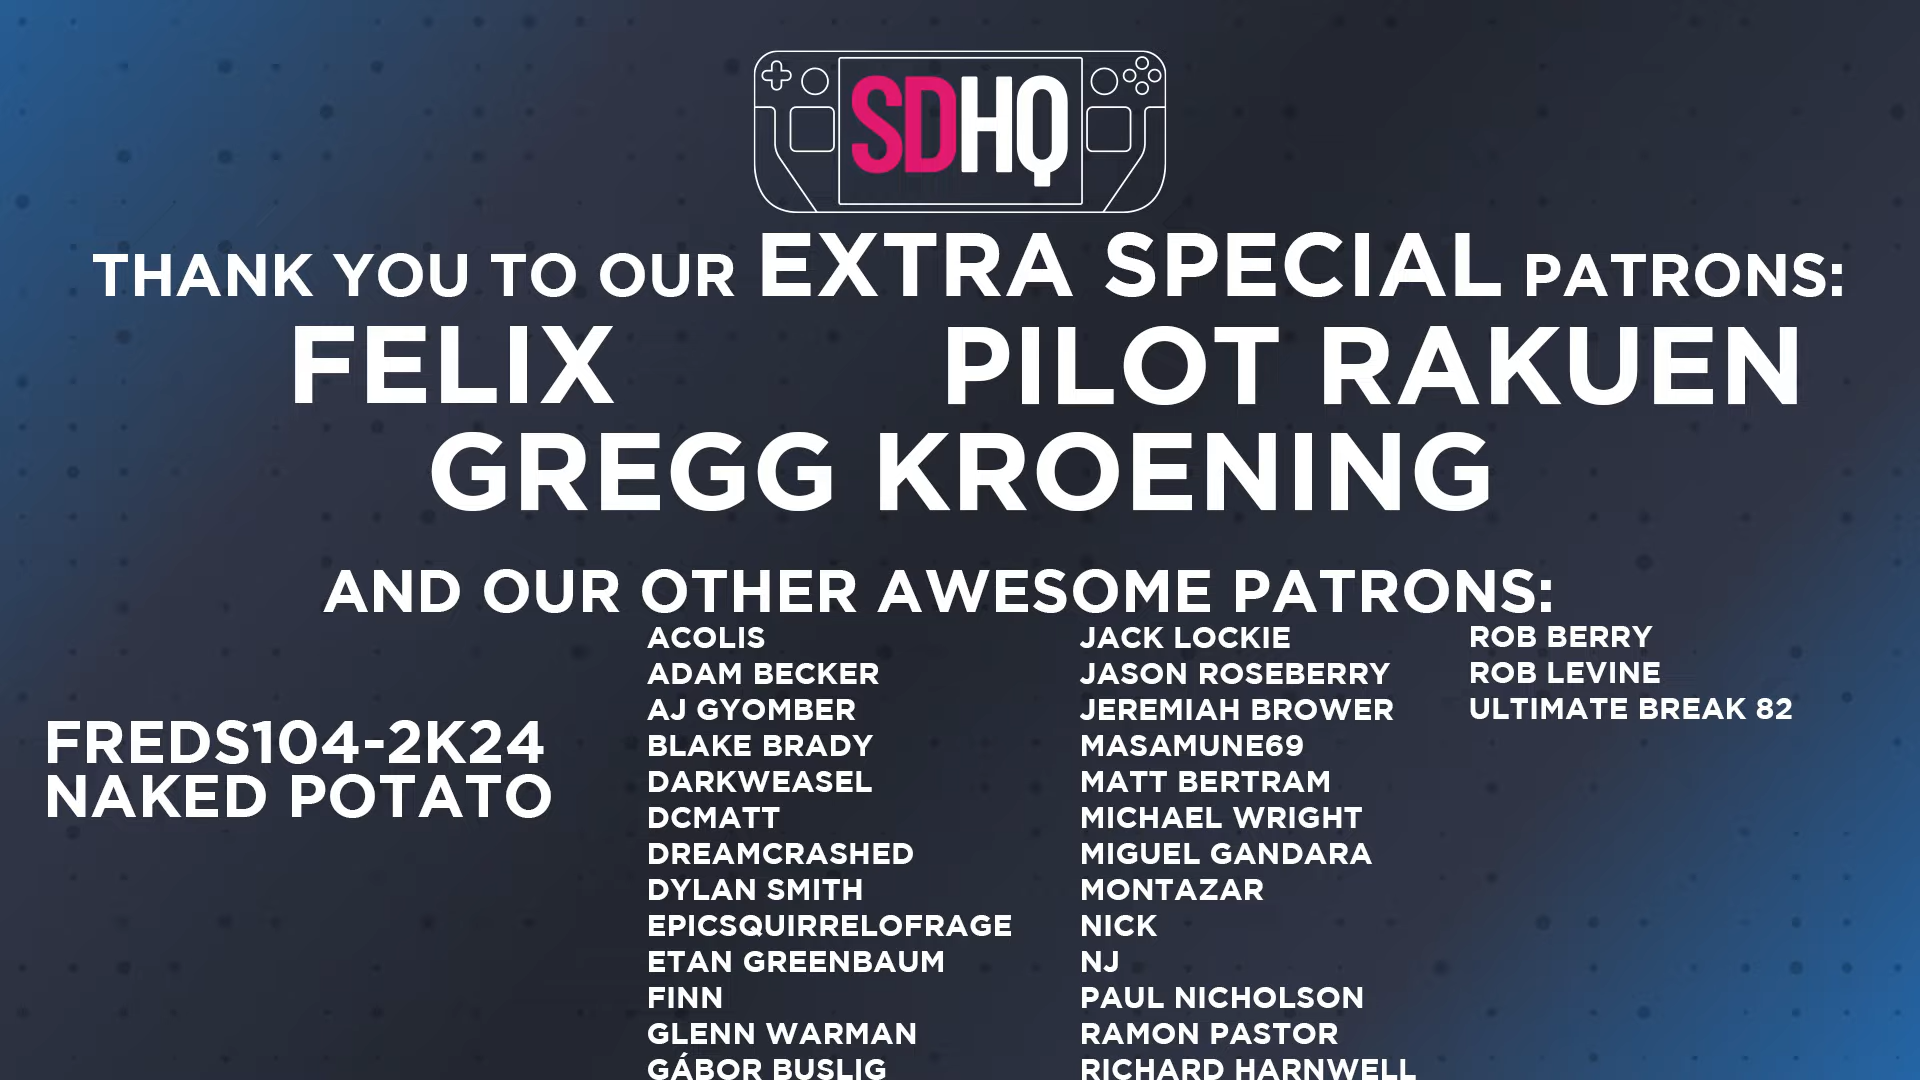 SDHQ
THANK YOU TO OUR EXTRA SPECIAL PATRONS:
FELIX
PILOT RAKUEN
GREGG KROENING
AND OUR OTHER AWESOME PATRONS:
FREDS104-2K24
NAKED POTATO
ACOLIS
ADAM BECKER
AJ GYOMBER
BLAKE BRADY
DARKWEASEL
DCMATT
DREAMCRASHED
DYLAN SMITH
EPICSQUIRRELOFRAGE
ETAN GREENBAUM
FINN
GLENN WARMAN
GÁBOR BUSLIG
JACK LOCKIE
JASON ROSEBERRY
JEREMIAH BROWER
MASAMUNE69
MATT BERTRAM
MICHAEL WRIGHT
MIGUEL GANDARA
MONTAZAR
NICK
NJ
PAUL NICHOLSON
RAMON PASTOR
RICHARD HARNWELL
ROB BERRY
ROB LEVINE
ULTIMATE BREAK 82